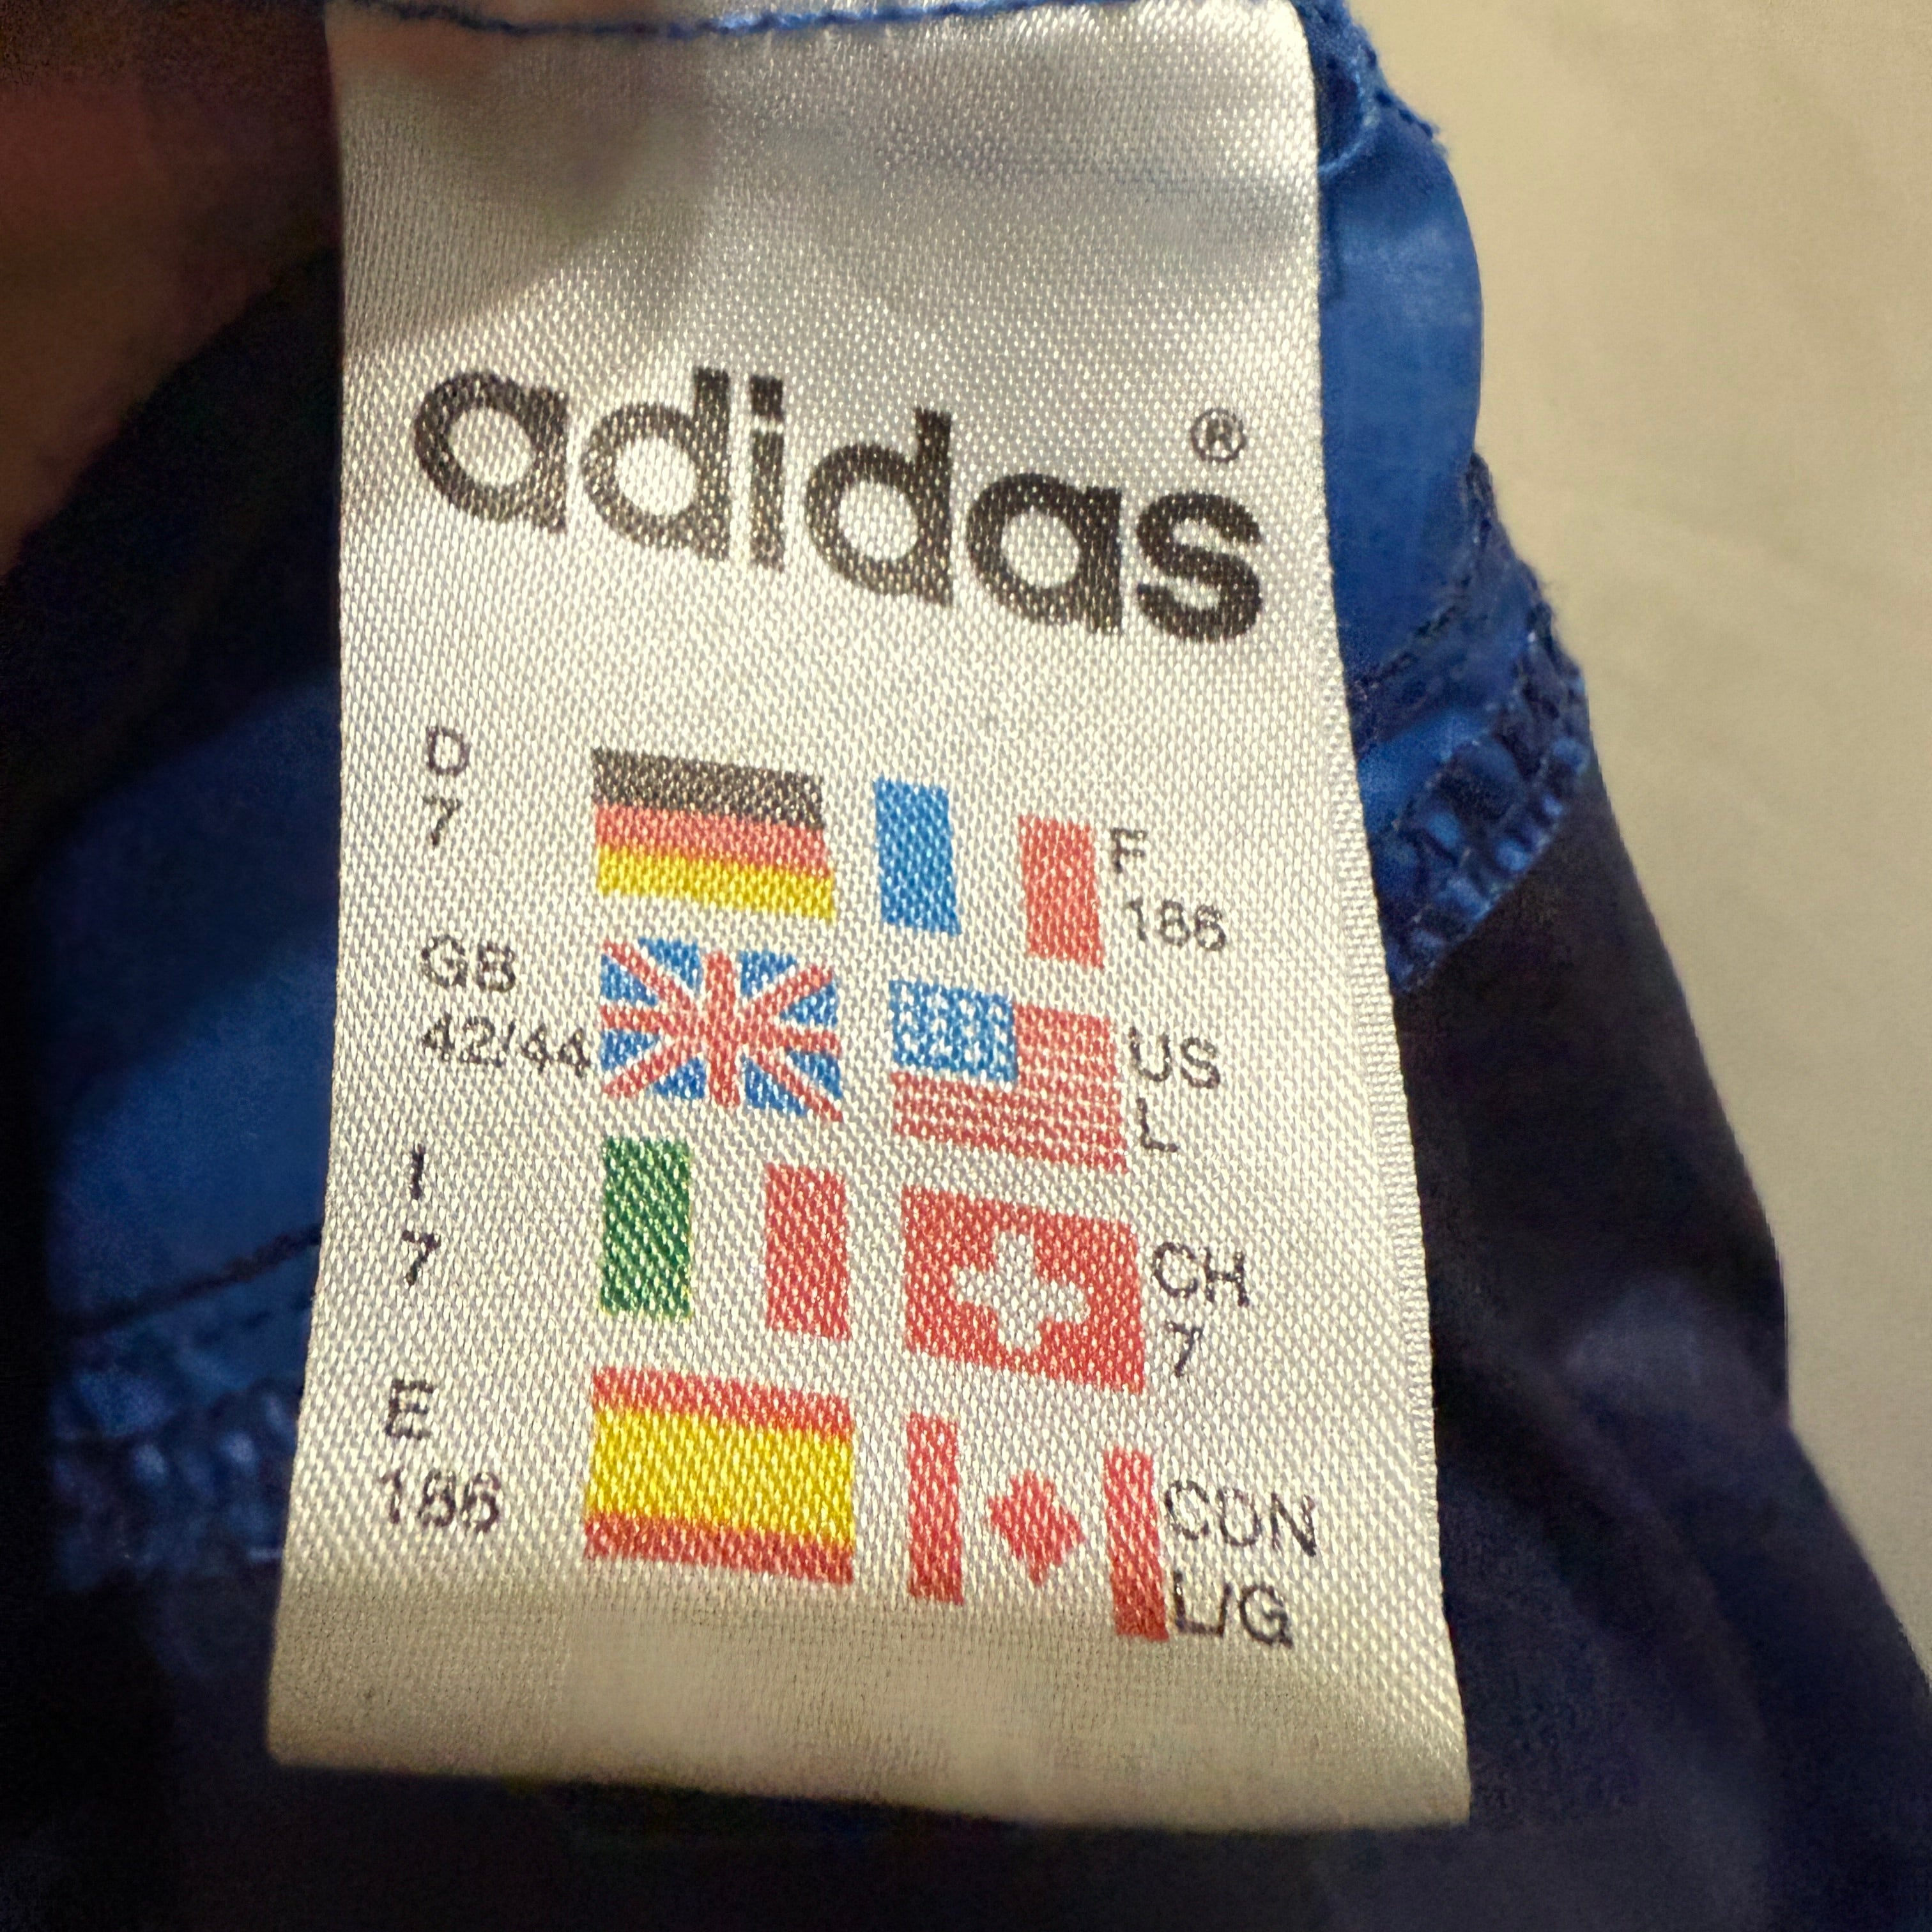 adidas®
D
7
F
186
GB
42/44
US
L
I
7
CH
7
E
186
CDN
L/G